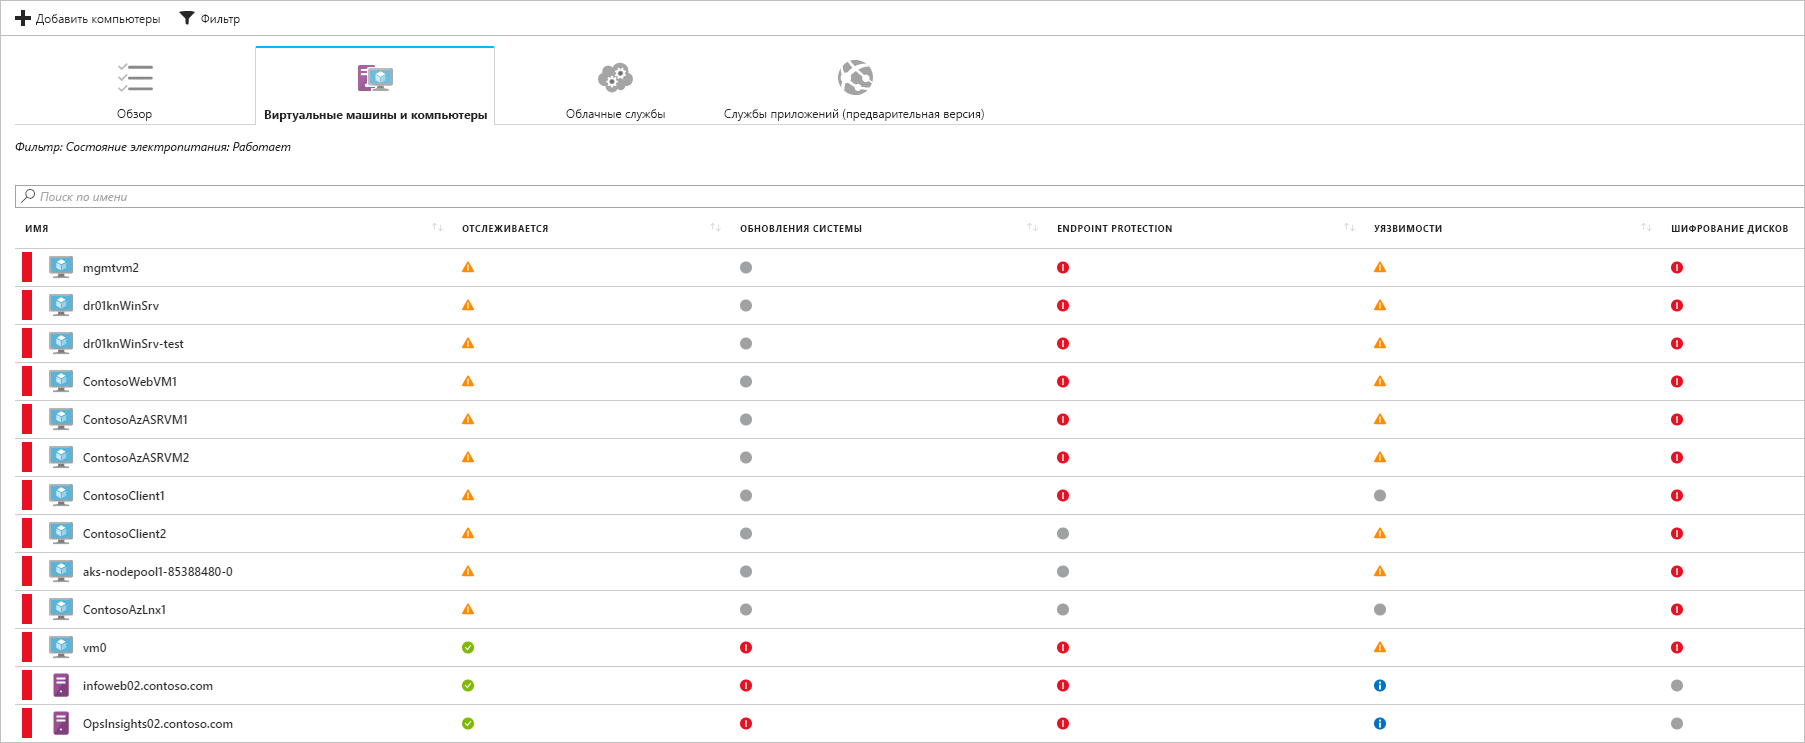 Добавить компьютеры Фильтр
Обзор Виртуальные машины и компьютеры Облачные службы Службы приложений (предварительная версия)
Фильтр: Состояние электропитания: Работает
Поиск по имени
ИМЯ ОТСЛЕЖИВАЕТСЯ ОБНОВЛЕНИЯ СИСТЕМЫ ENDPOINT PROTECTION УЯЗВИМОСТИ ШИФРОВАНИЕ ДИСКОВ
mgmtvm2
dr01knWinSrv
dr01knWinSrv-test
ContosoWebVM1
ContosoAzASRVM1
ContosoAzASRVM2
ContosoClient1
ContosoClient2
aks-nodepool1-85388480-0
ContosoAzLnx1
vm0
infoweb02.contoso.com
OpsInsights02.contoso.com